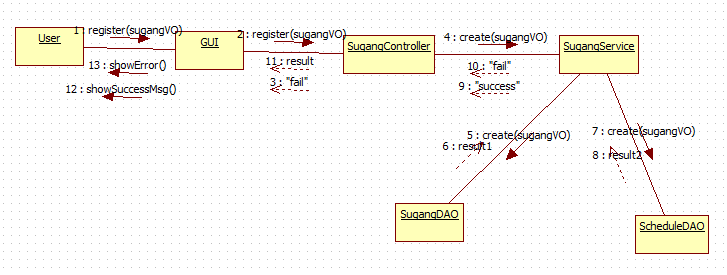 1 : register(sugangVO)
2 : register(sugangVO)
4 : create(sugangVO)
User
GUI
SugangController
SugangService
13 : showError()
11 : result
10 : "fail"
12 : showSuccessMsg()
3 : "fail"
9 : "success"
5 : create(sugangVO)
7 : create(sugangVO)
6 : result1
8 : result2
SugangDAO
ScheduleDAO